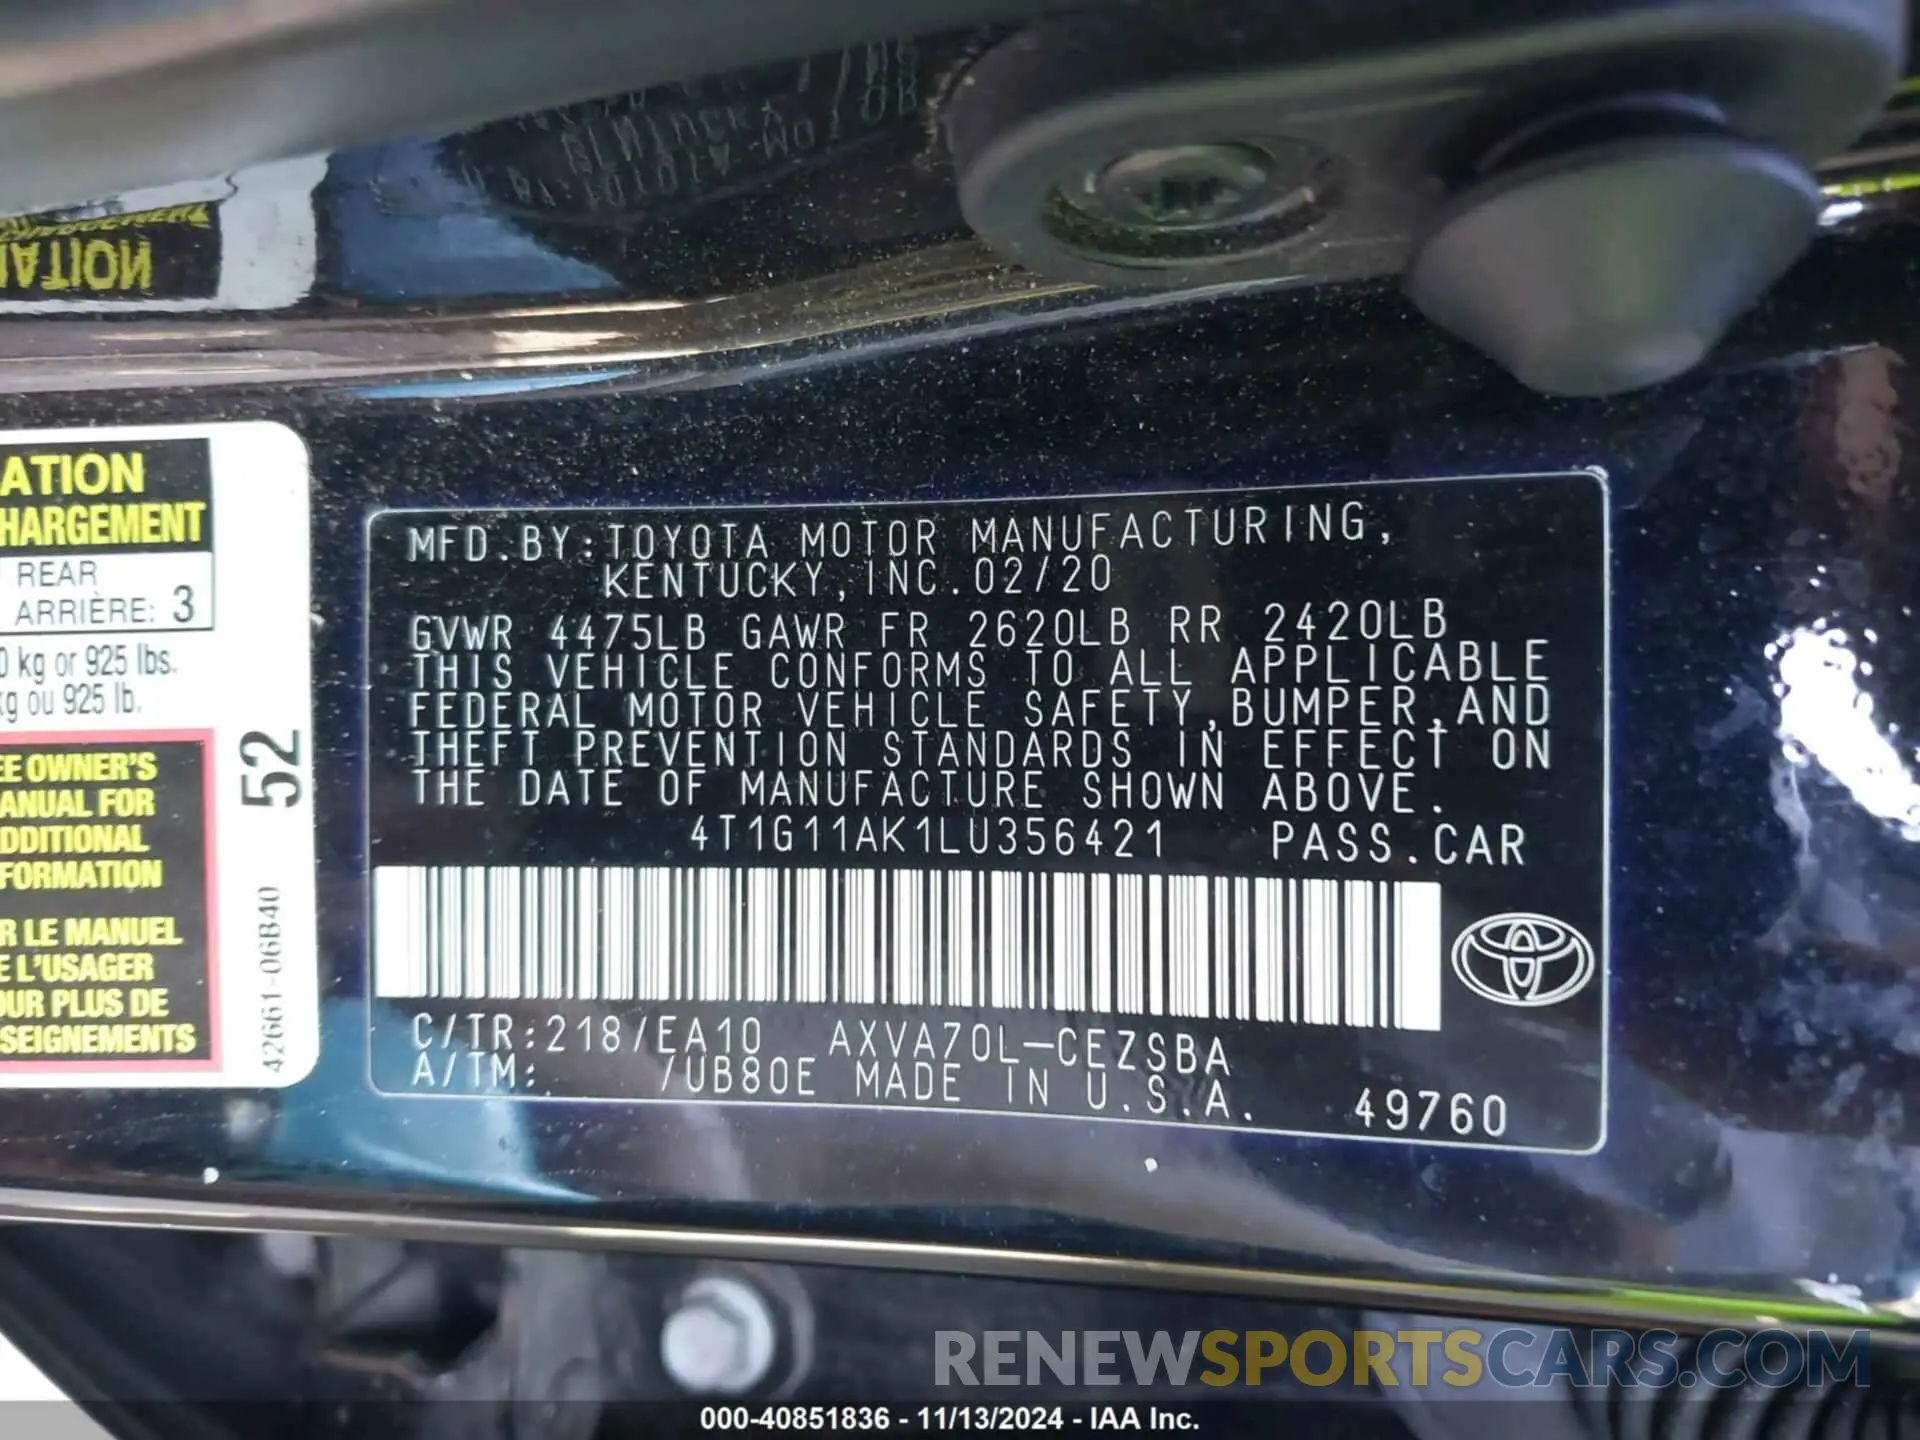 ATION
HARGEMENT
REAR
ARRIÈRE: 3
0 kg or 925 lbs.
kg ou 925 lb.
EE OWNER'S
ANUAL FOR
DDITIONAL
FORMATION
R LE MANUEL
E L'USAGER
OUR PLUS DE
SEIGNEMENTS
52
42661-06B40
MFD.BY:TOYOTA MOTOR MANUFACTURING,
KENTUCKY,INC.02/20
GVWR 4475LB GAWR FR 2620LB RR 2420LB
THIS VEHICLE CONFORMS TO ALL APPLICABLE
FEDERAL MOTOR VEHICLE SAFETY,BUMPER,AND
THEFT PREVENTION STANDARDS IN EFFECT ON
THE DATE OF MANUFACTURE SHOWN ABOVE.
4T1G11AK1LU356421 PASS.CAR
C/TR:218/EA10 AXVA70L-CEZSBA
A/TM: /UB80E MADE IN U.S.A. 49760
RENEWSPORTSCARS.COM
000-40851836 - 11/13/2024 - IAA Inc.